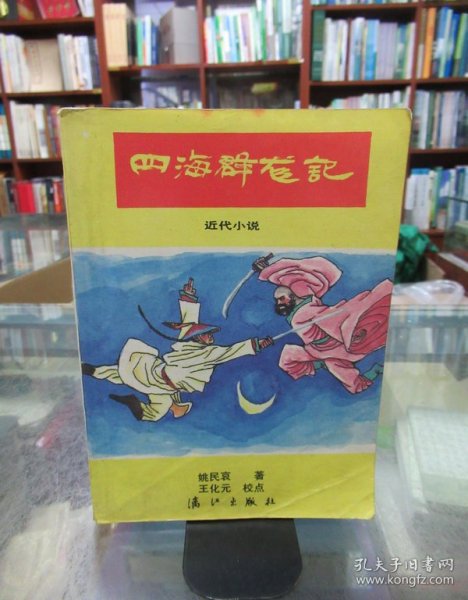 四海群龙記
近代小说
姚民哀 著
王化元 校点
漓江出版社
孔夫子旧书网
www.kongfz.com